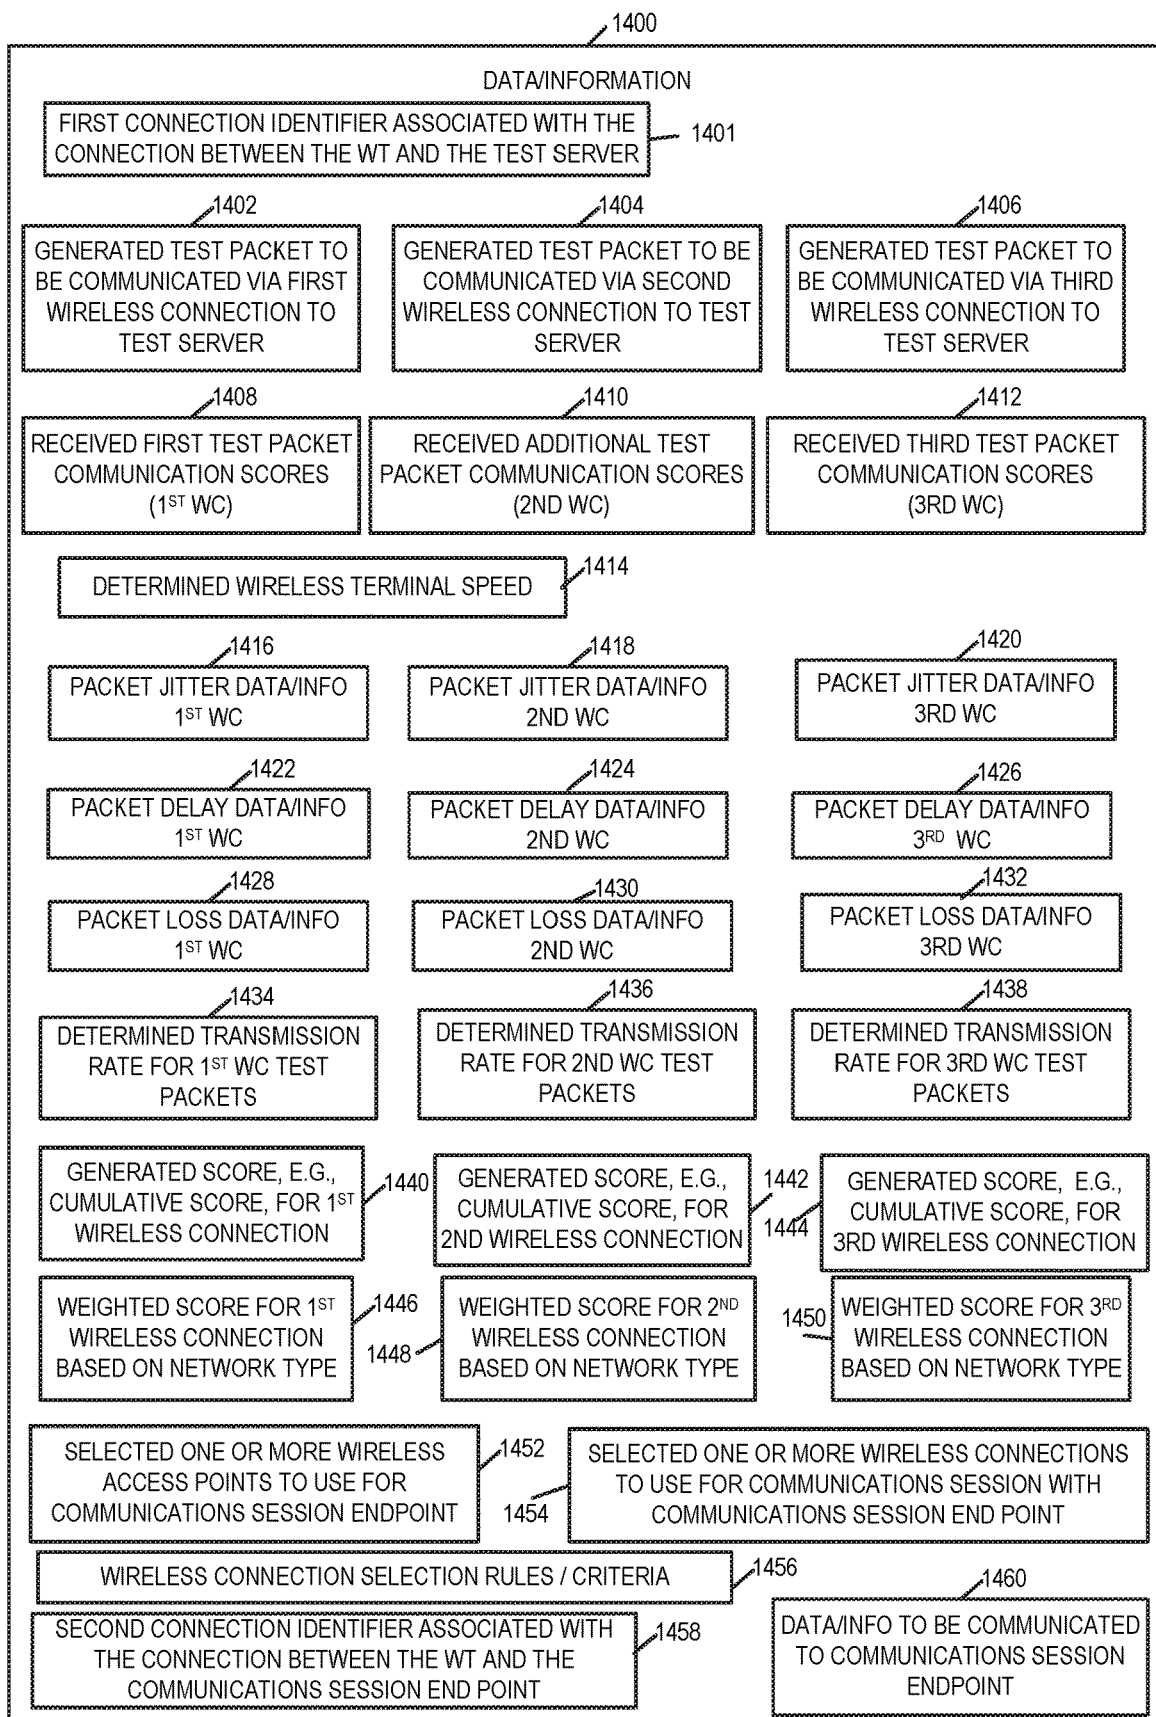 1400
DATA/INFORMATION
FIRST CONNECTION IDENTIFIER ASSOCIATED WITH THE
CONNECTION BETWEEN THE WT AND THE TEST SERVER
1401
1402
GENERATED TEST PACKET TO
BE COMMUNICATED VIA FIRST
WIRELESS CONNECTION TO
TEST SERVER
1404
GENERATED TEST PACKET TO BE
COMMUNICATED VIA SECOND
WIRELESS CONNECTION TO TEST
SERVER
1406
GENERATED TEST PACKET TO
BE COMMUNICATED VIA THIRD
WIRELESS CONNECTION TO
TEST SERVER
1408
RECEIVED FIRST TEST PACKET
COMMUNICATION SCORES
(1ST WC)
1410
RECEIVED ADDITIONAL TEST
PACKET COMMUNICATION SCORES
(2ND WC)
1412
RECEIVED THIRD TEST PACKET
COMMUNICATION SCORES
(3RD WC)
DETERMINED WIRELESS TERMINAL SPEED
1414
1416
PACKET JITTER DATA/INFO
1ST WC
1418
PACKET JITTER DATA/INFO
2ND WC
1420
PACKET JITTER DATA/INFO
3RD WC
1422
PACKET DELAY DATA/INFO
1ST WC
1424
PACKET DELAY DATA/INFO
2ND WC
1426
PACKET DELAY DATA/INFO
3RD WC
1428
PACKET LOSS DATA/INFO
1ST WC
1430
PACKET LOSS DATA/INFO
2ND WC
1432
PACKET LOSS DATA/INFO
3RD WC
1434
DETERMINED TRANSMISSION
RATE FOR 1ST WC TEST
PACKETS
1436
DETERMINED TRANSMISSION
RATE FOR 2ND WC TEST
PACKETS
1438
DETERMINED TRANSMISSION
RATE FOR 3RD WC TEST
PACKETS
GENERATED SCORE, E.G.,
CUMULATIVE SCORE, FOR 1ST
WIRELESS CONNECTION
1440
GENERATED SCORE, E.G.,
CUMULATIVE SCORE, FOR
2ND WIRELESS CONNECTION
1442
1444
GENERATED SCORE, E.G.,
CUMULATIVE SCORE, FOR
3RD WIRELESS CONNECTION
WEIGHTED SCORE FOR 1ST
WIRELESS CONNECTION
BASED ON NETWORK TYPE
1446
1448
WEIGHTED SCORE FOR 2ND
WIRELESS CONNECTION
BASED ON NETWORK TYPE
1450
WEIGHTED SCORE FOR 3RD
WIRELESS CONNECTION
BASED ON NETWORK TYPE
SELECTED ONE OR MORE WIRELESS
ACCESS POINTS TO USE FOR
COMMUNICATIONS SESSION ENDPOINT
1452
1454
SELECTED ONE OR MORE WIRELESS CONNECTIONS
TO USE FOR COMMUNICATIONS SESSION WITH
COMMUNICATIONS SESSION END POINT
WIRELESS CONNECTION SELECTION RULES / CRITERIA
1456
SECOND CONNECTION IDENTIFIER ASSOCIATED WITH
THE CONNECTION BETWEEN THE WT AND THE
COMMUNICATIONS SESSION END POINT
1458
1460
DATA/INFO TO BE COMMUNICATED
TO COMMUNICATIONS SESSION
ENDPOINT